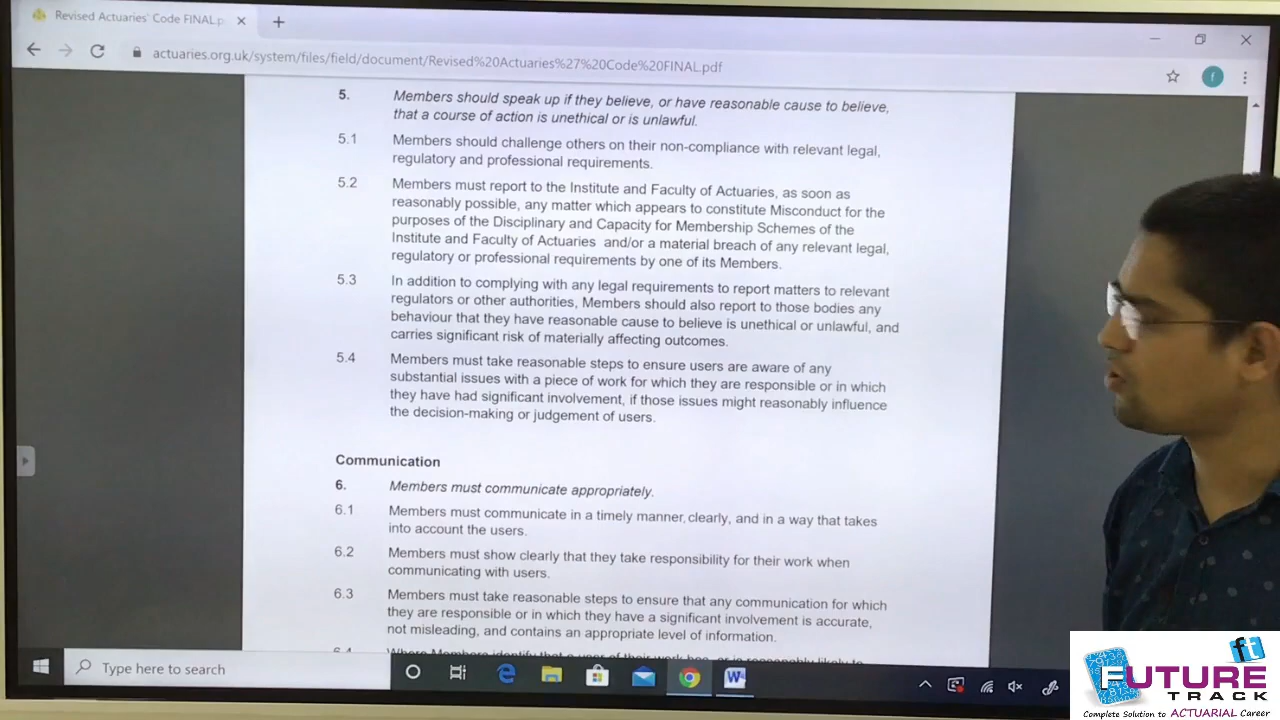 Revised Actuaries' Code FINAL.p
actuaries.org.uk/system/files/field/document/Revised%20Actuaries%27%20Code%20FINAL.pdf
f
5. Members should speak up if they believe, or have reasonable cause to believe,
that a course of action is unethical or is unlawful.
5.1 Members should challenge others on their non-compliance with relevant legal,
regulatory and professional requirements.
5.2 Members must report to the Institute and Faculty of Actuaries, as soon as
reasonably possible, any matter which appears to constitute Misconduct for the
purposes of the Disciplinary and Capacity for Membership Schemes of the
Institute and Faculty of Actuaries and/or a material breach of any relevant legal,
regulatory or professional requirements by one of its Members.
5.3 In addition to complying with any legal requirements to report matters to relevant
regulators or other authorities, Members should also report to those bodies any
behaviour that they have reasonable cause to believe is unethical or unlawful, and
carries significant risk of materially affecting outcomes.
5.4 Members must take reasonable steps to ensure users are aware of any
substantial issues with a piece of work for which they are responsible or in which
they have had significant involvement, if those issues might reasonably influence
the decision-making or judgement of users.
Communication
6. Members must communicate appropriately.
6.1 Members must communicate in a timely manner, clearly, and in a way that takes
into account the users.
6.2 Members must show clearly that they take responsibility for their work when
communicating with users.
6.3 Members must take reasonable steps to ensure that any communication for which
they are responsible or in which they have a significant involvement is accurate,
not misleading, and contains an appropriate level of information.
Type here to search
W
ft
FUTURE
TRACK
Complete Solution to ACTUARIAL Career